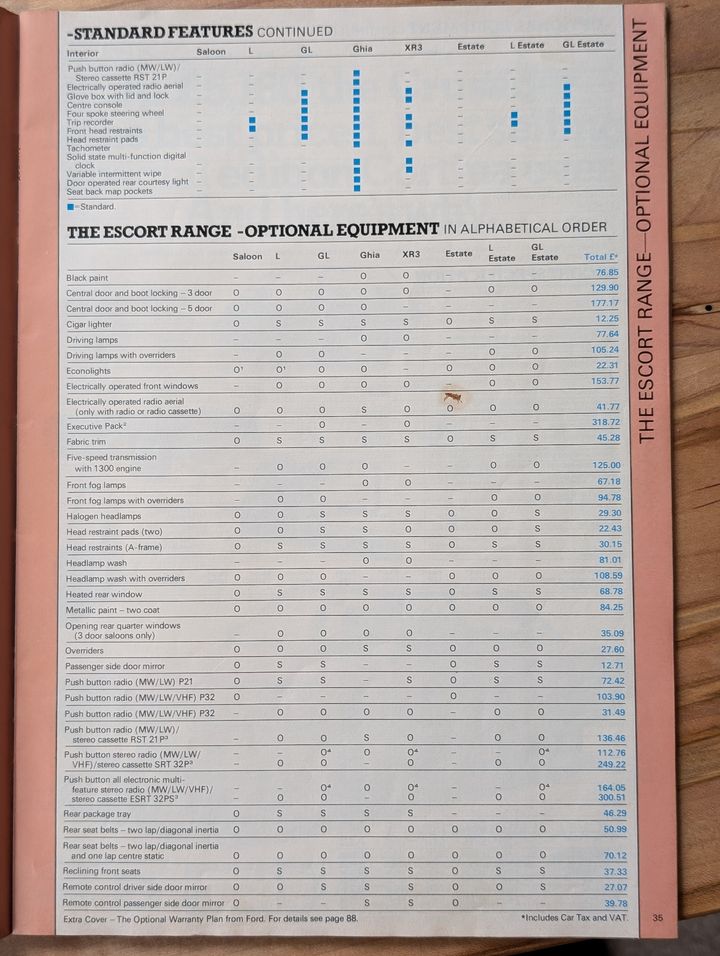 -STANDARD FEATURES CONTINUED
Interior Saloon L GL Ghia XR3 Estate L Estate GL Estate
Push button radio (MW/LW)/
Stereo cassette RST 21P
Electrically operated radio aerial
Glove box with lid and lock
Centre console
Four spoke steering wheel
Trip recorder
Front head restraints
Head restraint pads
Tachometer
Solid state multi-function digital
clock
Variable intermittent wipe
Door operated rear courtesy light
Seat back map pockets
■=Standard.
THE ESCORT RANGE -OPTIONAL EQUIPMENT IN ALPHABETICAL ORDER
Saloon L GL Ghia XR3 Estate L Estate GL Estate Total £*
Black paint – – – O O – – – 76.85
Central door and boot locking – 3 door O O O O O – O O 129.90
Central door and boot locking – 5 door O O O O – – – – 177.17
Cigar lighter O S S S S O S S 12.25
Driving lamps – – – O O – – – 77.64
Driving lamps with overriders – O O – – – O O 105.24
Econolights O¹ O¹ O O – O O O 22.31
Electrically operated front windows – O O O O – O O 153.77
Electrically operated radio aerial
(only with radio or radio cassette) O O O S O O O O 41.77
Executive Pack² – – O – O – – – 318.72
Fabric trim O S S S S O S S 45.28
Five-speed transmission
with 1300 engine – O O O – – O O 125.00
Front fog lamps – – – O O – – – 67.18
Front fog lamps with overriders – O O – – – O O 94.78
Halogen headlamps O O S S S O O S 29.30
Head restraint pads (two) O O S S O O O S 22.43
Head restraints (A-frame) O S S S S O S S 30.15
Headlamp wash – – – O O – – – 81.01
Headlamp wash with overriders O O O – – O O O 108.59
Heated rear window O S S S S O S S 68.78
Metallic paint – two coat O O O O O O O O 84.25
Opening rear quarter windows
(3 door saloons only) – O O O O – – – 35.09
Overriders O O O S S O O O 27.60
Passenger side door mirror O S S – – O S S 12.71
Push button radio (MW/LW) P21 O S S – S O S S 72.42
Push button radio (MW/LW/VHF) P32 O – – – – O – – 103.90
Push button radio (MW/LW/VHF) P32 – O O O O – O O 31.49
Push button radio (MW/LW)/
stereo cassette RST 21P³ – O O S O – O O 136.46
Push button stereo radio (MW/LW/ – – O⁴ O O⁴ – – O⁴ 112.76
VHF)/stereo cassette SRT 32P³ – O O – O – O O 249.22
Push button all electronic multi-
feature stereo radio (MW/LW/VHF)/ – – O⁴ O O⁴ – – O⁴ 164.05
stereo cassette ESRT 32PS³ – O O – O – O O 300.51
Rear package tray O S S S S – – – 46.29
Rear seat belts – two lap/diagonal inertia O O O O O O O O 50.99
Rear seat belts – two lap/diagonal inertia
and one lap centre static O O O O O O O O 70.12
Reclining front seats O S S S S O S S 37.33
Remote control driver side door mirror O O S S S O O S 27.07
Remote control passenger side door mirror O – – S S O – – 39.78
Extra Cover – The Optional Warranty Plan from Ford. For details see page 88. *Includes Car Tax and VAT.
35
THE ESCORT RANGE—OPTIONAL EQUIPMENT